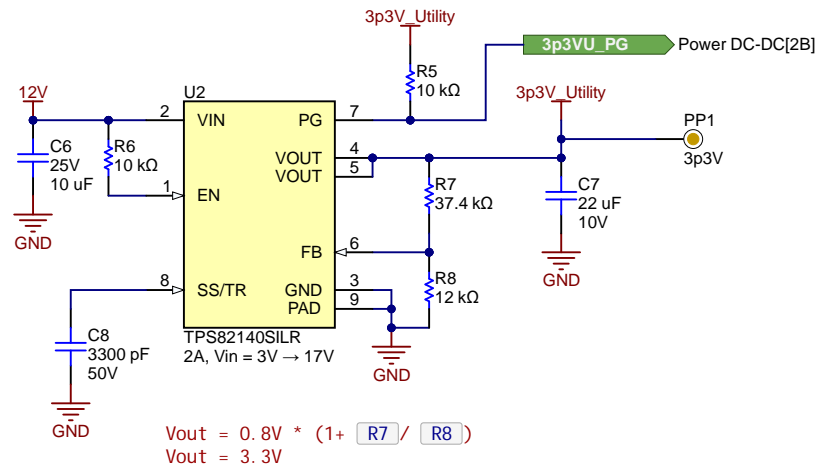 3p3V_Utility
3p3VU_PG
Power DC-DC[2B]
R5
10 kΩ
12V
U2
3p3V_Utility
PP1
3p3V
2
VIN
PG
7
C6
25V
10 uF
R6
10 kΩ
VOUT
4
VOUT
5
1
EN
R7
37.4 kΩ
C7
22 uF
10V
GND
FB
6
GND
8
SS/TR
GND
3
PAD
9
R8
12 kΩ
C8
3300 pF
50V
TPS82140SILR
2A, Vin = 3V → 17V
GND
GND
Vout = 0.8V * (1+ R7 / R8 )
Vout = 3.3V